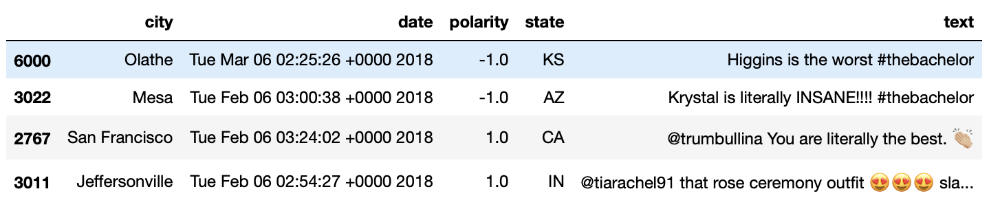 city date polarity state text
6000 Olathe Tue Mar 06 02:25:26 +0000 2018 -1.0 KS Higgins is the worst #thebachelor
3022 Mesa Tue Feb 06 03:00:38 +0000 2018 -1.0 AZ Krystal is literally INSANE!!!! #thebachelor
2767 San Francisco Tue Feb 06 03:24:02 +0000 2018 1.0 CA @trumbullina You are literally the best. 👏🏼
3011 Jeffersonville Tue Feb 06 02:54:27 +0000 2018 1.0 IN @tiarachel91 that rose ceremony outfit 😍😍😍 sla...